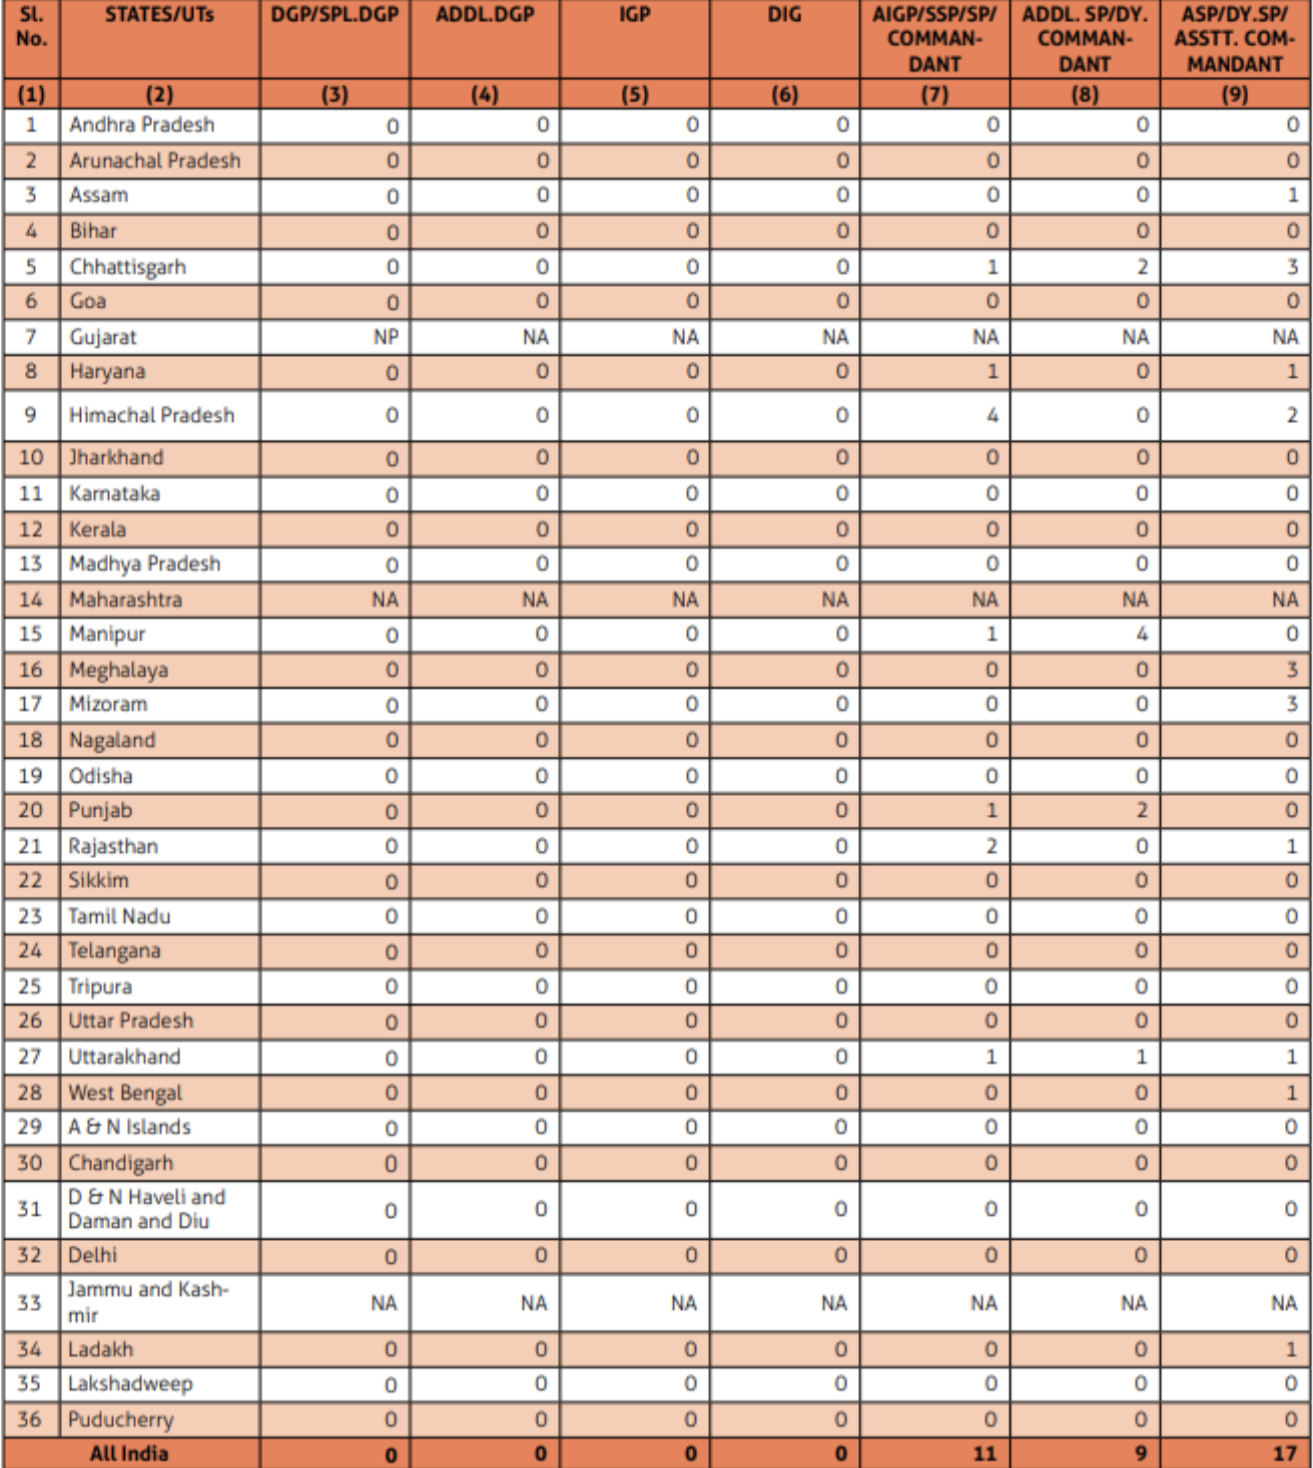 Sl. No. STATES/UTs DGP/SPL.DGP ADDL.DGP IGP DIG AIGP/SSP/SP/ COMMAN- DANT ADDL. SP/DY. COMMAN- DANT ASP/DY.SP/ ASSTT. COM- MANDANT
(1) (2) (3) (4) (5) (6) (7) (8) (9)
1 Andhra Pradesh 0 0 0 0 0 0 0
2 Arunachal Pradesh 0 0 0 0 0 0 0
3 Assam 0 0 0 0 0 0 1
4 Bihar 0 0 0 0 0 0 0
5 Chhattisgarh 0 0 0 0 1 2 3
6 Goa 0 0 0 0 0 0 0
7 Gujarat NP NA NA NA NA NA NA
8 Haryana 0 0 0 0 1 0 1
9 Himachal Pradesh 0 0 0 0 4 0 2
10 Jharkhand 0 0 0 0 0 0 0
11 Karnataka 0 0 0 0 0 0 0
12 Kerala 0 0 0 0 0 0 0
13 Madhya Pradesh 0 0 0 0 0 0 0
14 Maharashtra NA NA NA NA NA NA NA
15 Manipur 0 0 0 0 1 4 0
16 Meghalaya 0 0 0 0 0 0 3
17 Mizoram 0 0 0 0 0 0 3
18 Nagaland 0 0 0 0 0 0 0
19 Odisha 0 0 0 0 0 0 0
20 Punjab 0 0 0 0 1 2 0
21 Rajasthan 0 0 0 0 2 0 1
22 Sikkim 0 0 0 0 0 0 0
23 Tamil Nadu 0 0 0 0 0 0 0
24 Telangana 0 0 0 0 0 0 0
25 Tripura 0 0 0 0 0 0 0
26 Uttar Pradesh 0 0 0 0 0 0 0
27 Uttarakhand 0 0 0 0 1 1 1
28 West Bengal 0 0 0 0 0 0 1
29 A & N Islands 0 0 0 0 0 0 0
30 Chandigarh 0 0 0 0 0 0 0
31 D & N Haveli and Daman and Diu 0 0 0 0 0 0 0
32 Delhi 0 0 0 0 0 0 0
33 Jammu and Kash- mir NA NA NA NA NA NA NA
34 Ladakh 0 0 0 0 0 0 1
35 Lakshadweep 0 0 0 0 0 0 0
36 Puducherry 0 0 0 0 0 0 0
All India 0 0 0 0 11 9 17